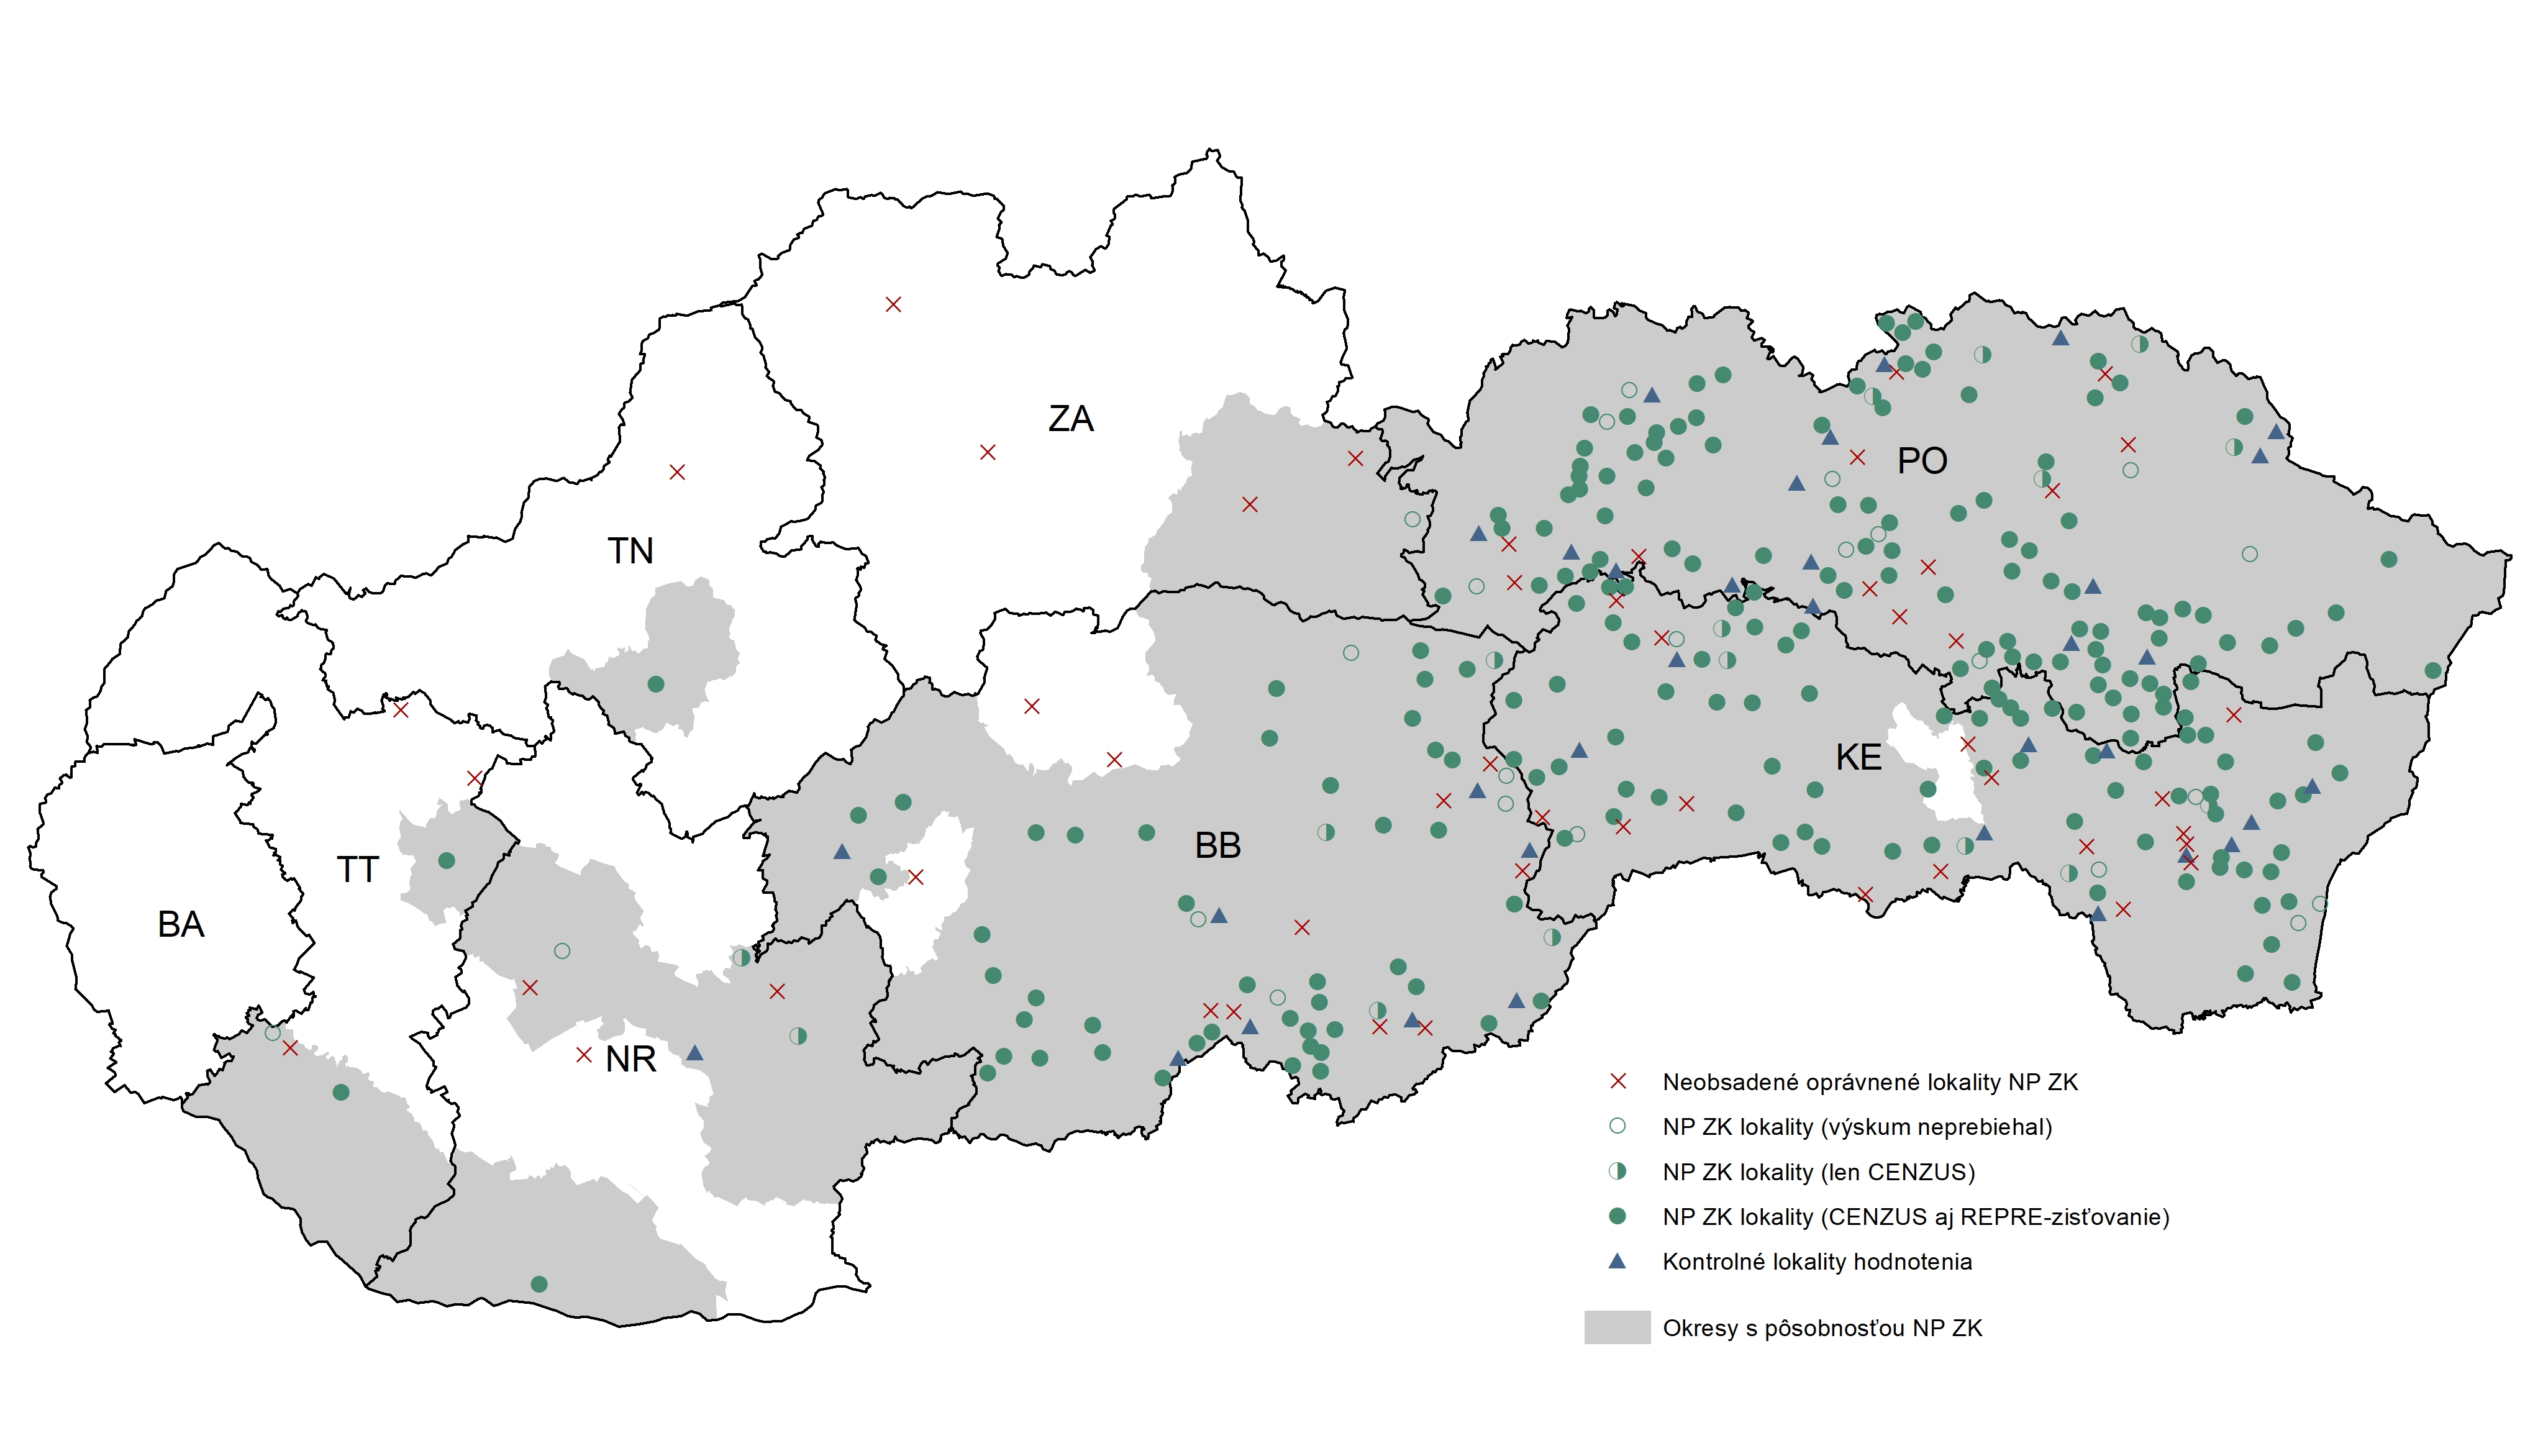 ZA
PO
TN
KE
BB
TT
BA
NR
Neobsadené oprávnené lokality NP ZK
NP ZK lokality (výskum neprebiehal)
NP ZK lokality (len CENZUS)
NP ZK lokality (CENZUS aj REPRE-zisťovanie)
Kontrolné lokality hodnotenia
Okresy s pôsobnosťou NP ZK